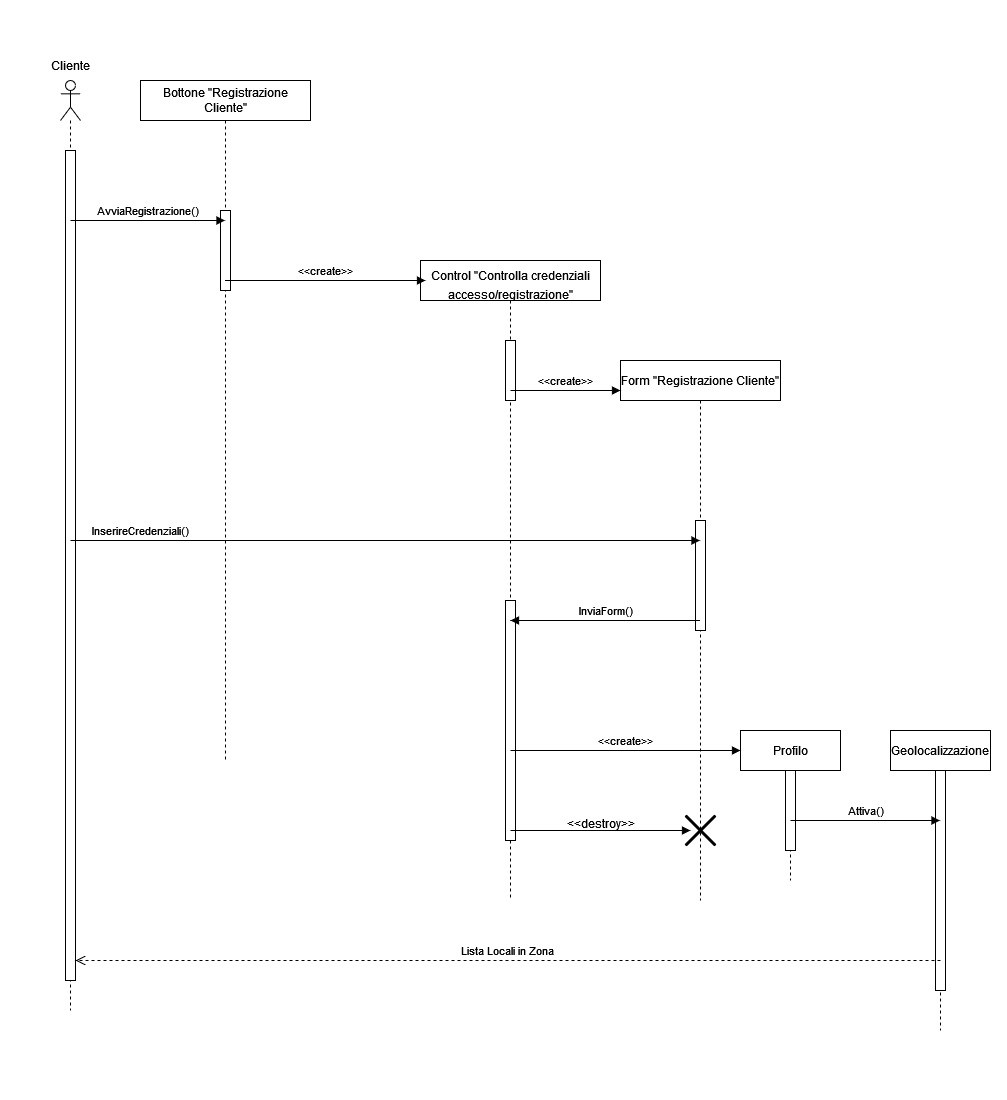 Cliente
Bottone "Registrazione
Cliente"
AvviaRegistrazione()
<<create>>
Control "Controlla credenziali
accesso/registrazione"
<<create>>
Form "Registrazione Cliente"
InserireCredenziali()
InviaForm()
<<create>>
Profilo
Geolocalizzazione
Attiva()
<<destroy>>
Lista Locali in Zona